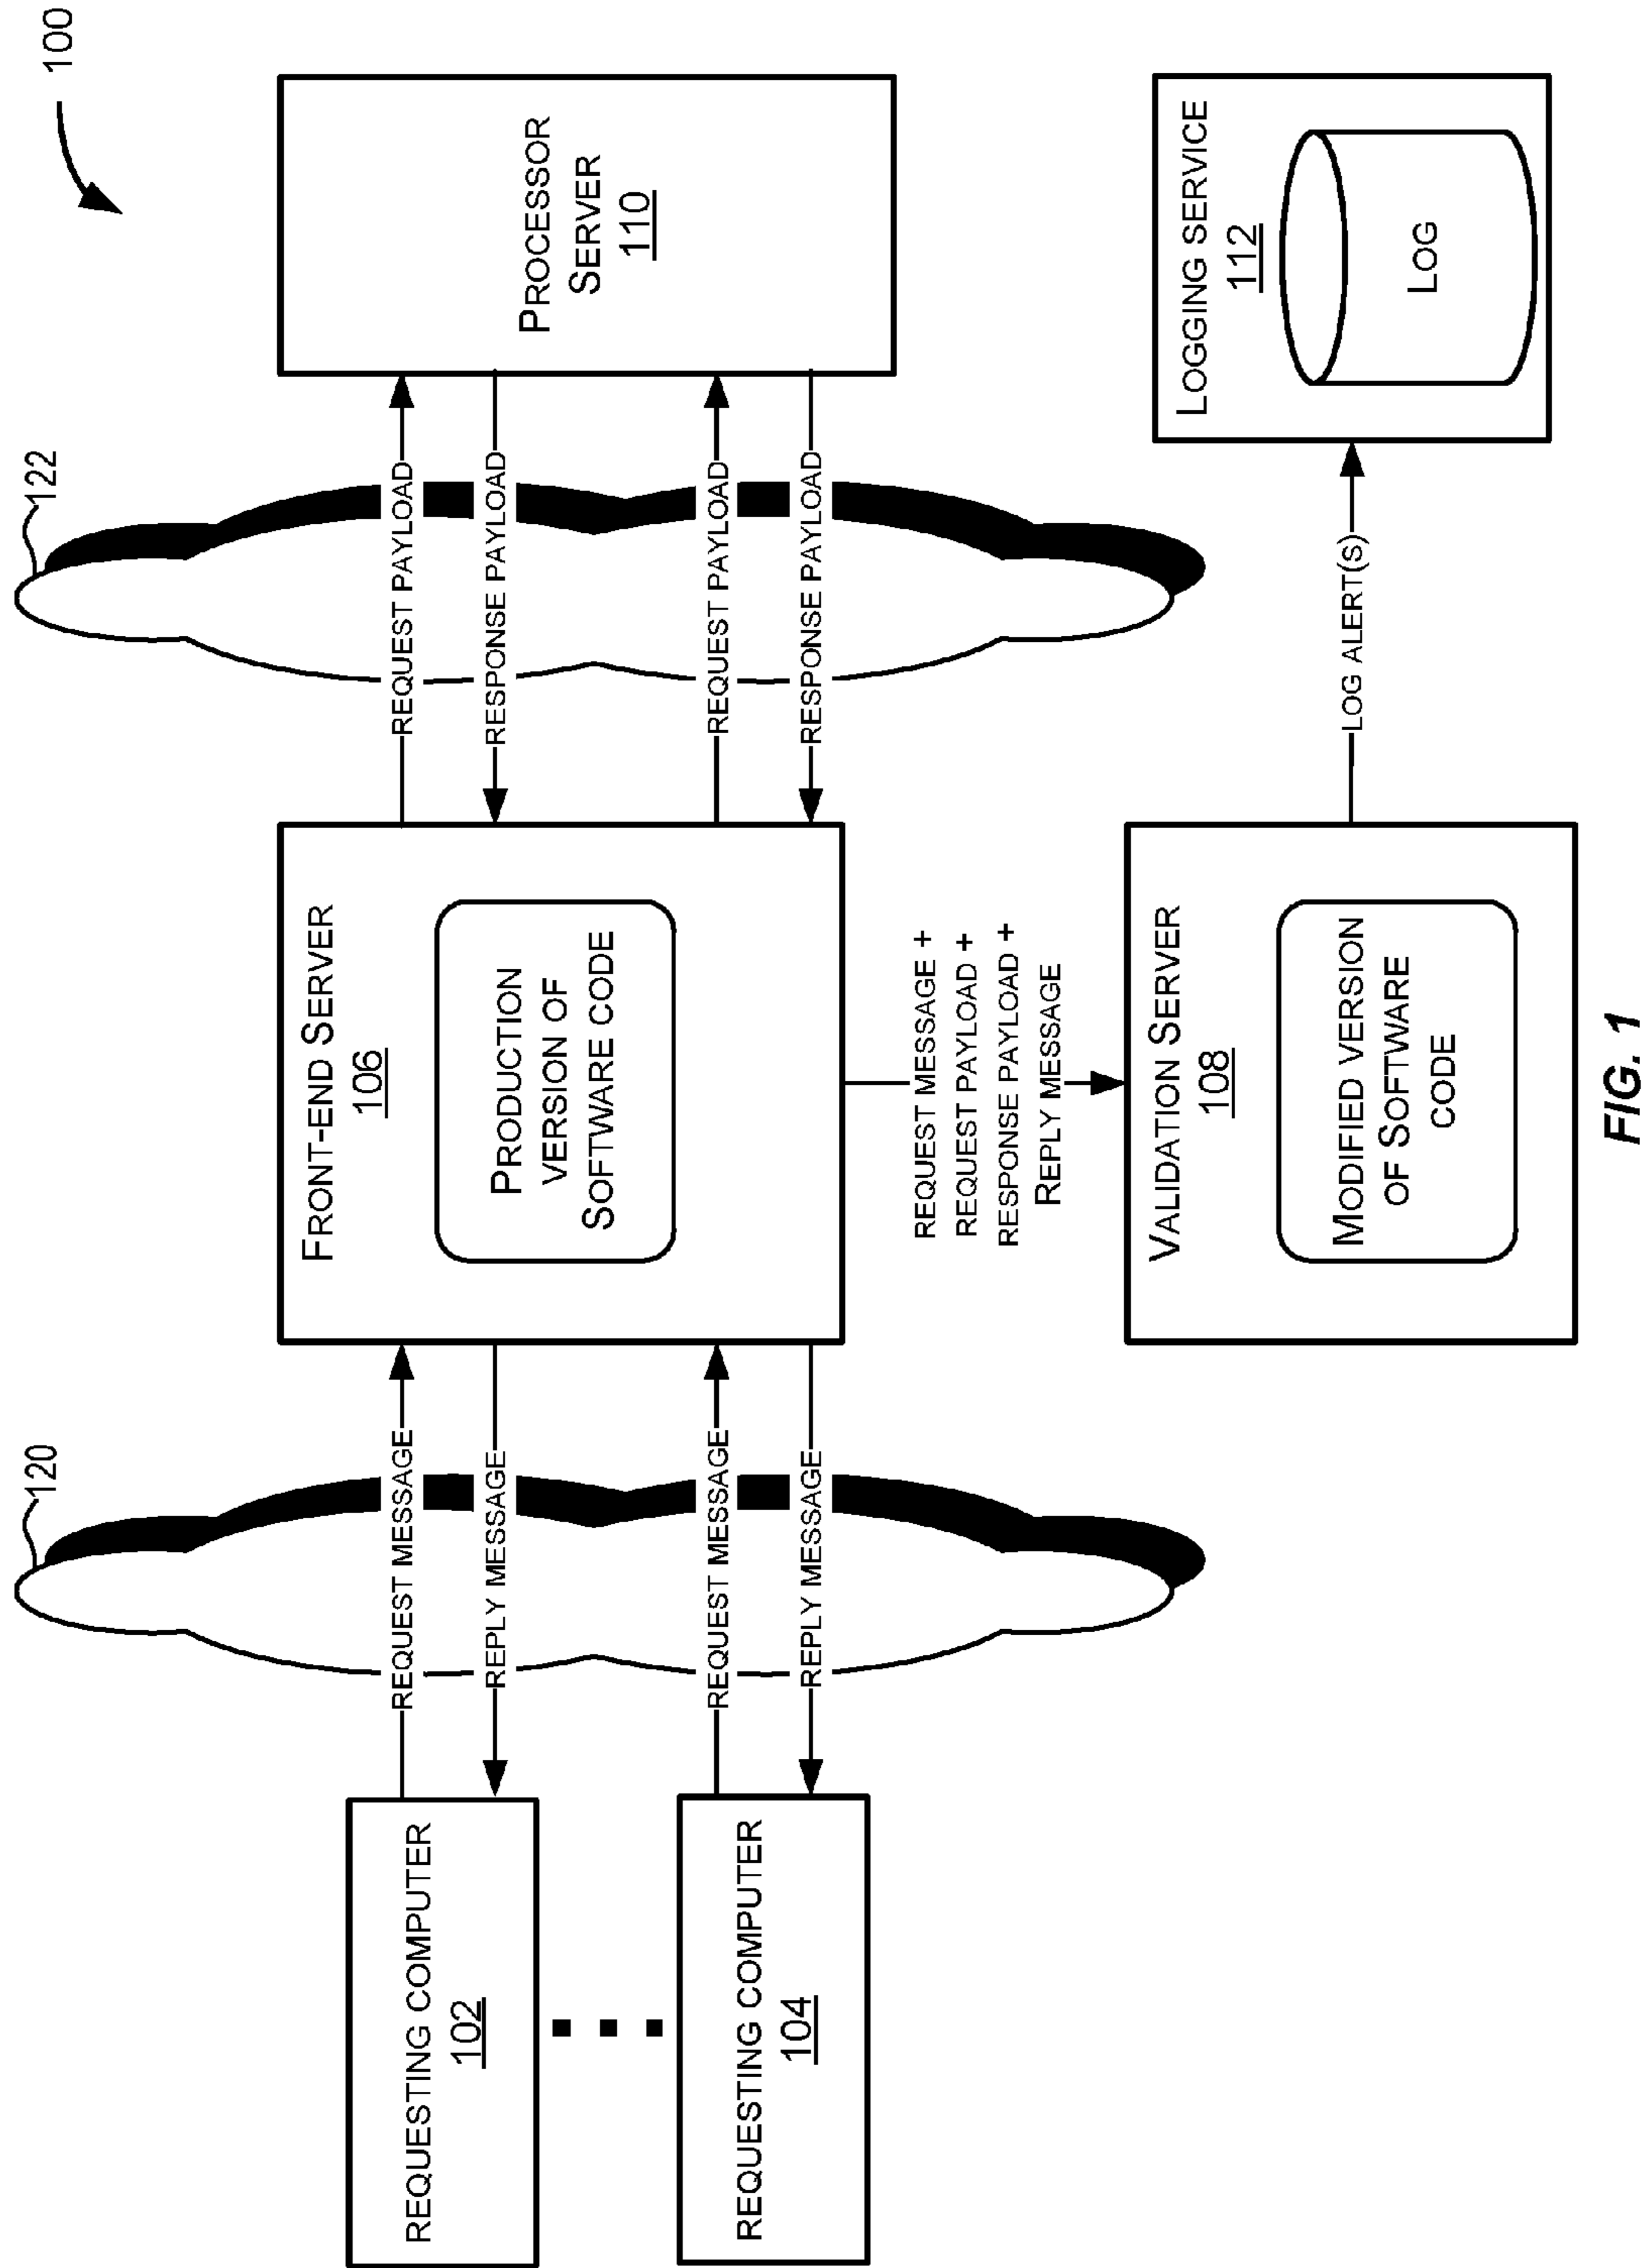 100
120
122
REQUESTING COMPUTER
102
REQUESTING COMPUTER
104
REQUEST MESSAGE
REPLY MESSAGE
REQUEST MESSAGE
REPLY MESSAGE
FRONT-END SERVER
106
PRODUCTION
VERSION OF
SOFTWARE CODE
REQUEST PAYLOAD
RESPONSE PAYLOAD
REQUEST PAYLOAD
RESPONSE PAYLOAD
PROCESSOR
SERVER
110
REQUEST MESSAGE +
REQUEST PAYLOAD +
RESPONSE PAYLOAD +
REPLY MESSAGE
VALIDATION SERVER
108
MODIFIED VERSION
OF SOFTWARE
CODE
LOG ALERT(S)
LOGGING SERVICE
112
LOG
FIG. 1